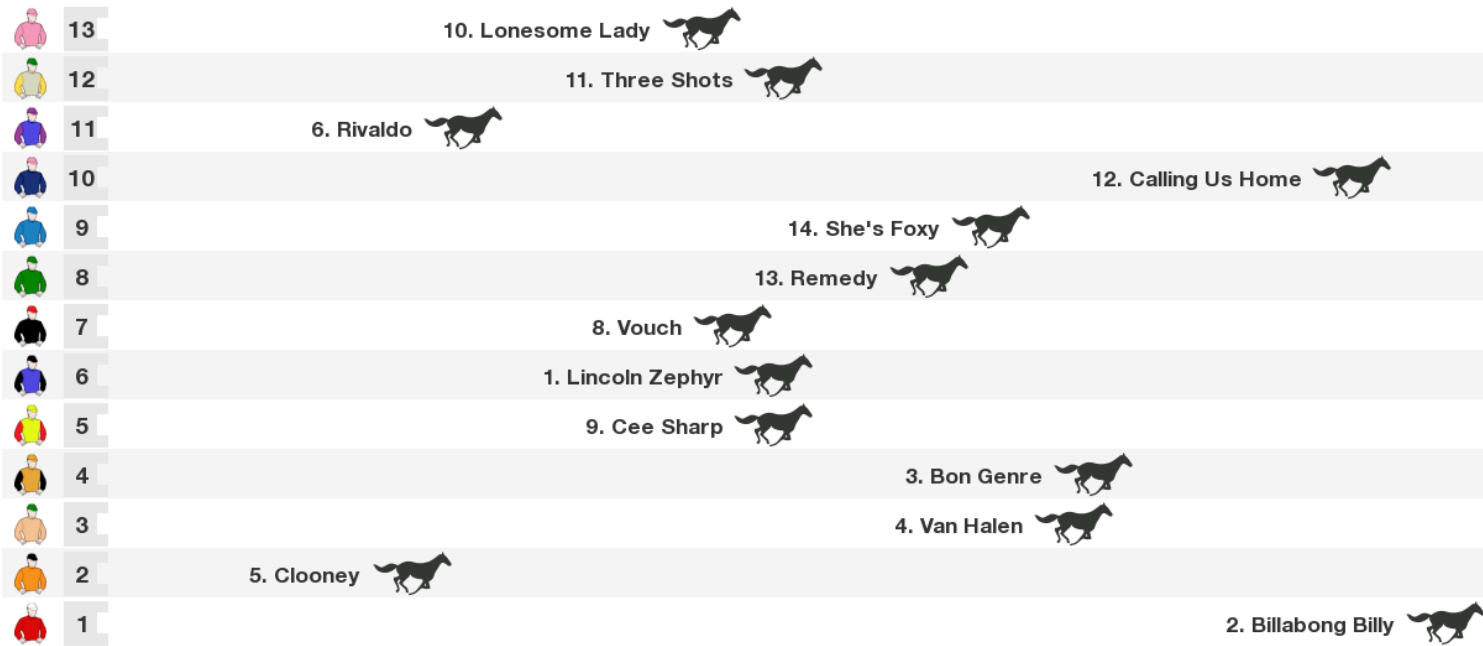 13 10. Lonesome Lady
12 11. Three Shots
11 6. Rivaldo
10 12. Calling Us Home
9 14. She's Foxy
8 13. Remedy
7 8. Vouch
6 1. Lincoln Zephyr
5 9. Cee Sharp
4 3. Bon Genre
3 4. Van Halen
2 5. Clooney
1 2. Billabong Billy